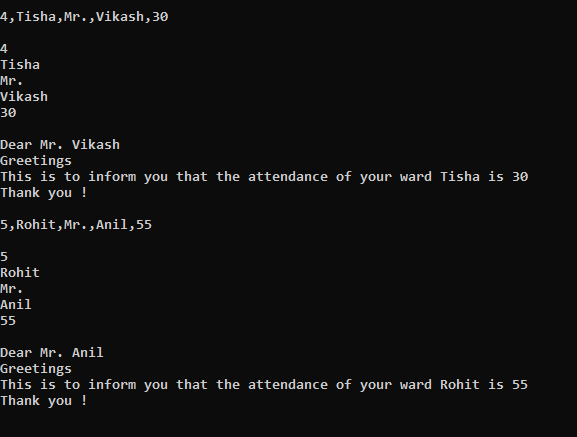 4,Tisha,Mr.,Vikash,30
4
Tisha
Mr.
Vikash
30
Dear Mr. Vikash
Greetings
This is to inform you that the attendance of your ward Tisha is 30
Thank you !
5,Rohit,Mr.,Anil,55
5
Rohit
Mr.
Anil
55
Dear Mr. Anil
Greetings
This is to inform you that the attendance of your ward Rohit is 55
Thank you !